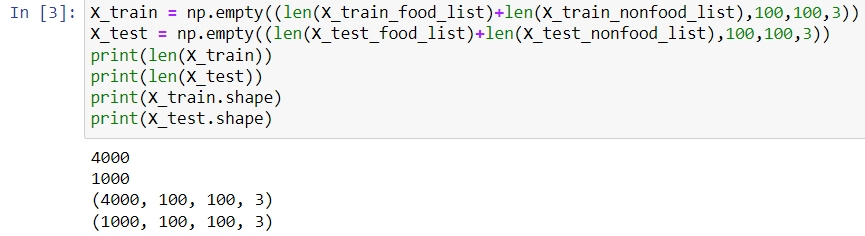 In [3]: X_train = np.empty((len(X_train_food_list)+len(X_train_nonfood_list),100,100,3))
X_test = np.empty((len(X_test_food_list)+len(X_test_nonfood_list),100,100,3))
print(len(X_train))
print(len(X_test))
print(X_train.shape)
print(X_test.shape)
4000
1000
(4000, 100, 100, 3)
(1000, 100, 100, 3)